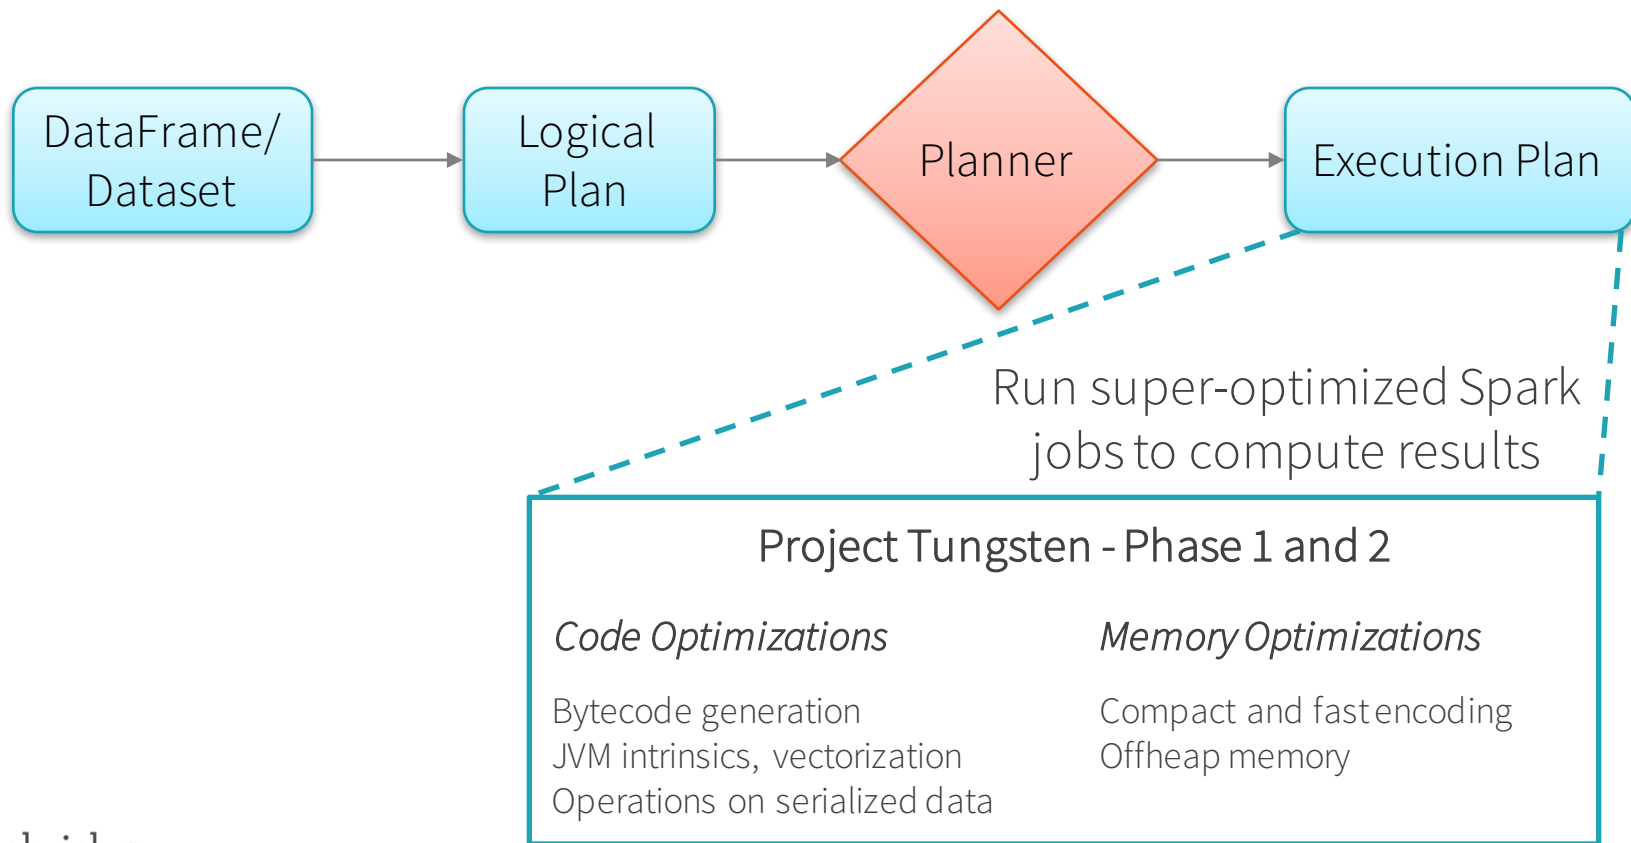 DataFrame/
Dataset
Logical
Plan
Planner
Execution Plan
Run super-optimized Spark
jobs to compute results
Project Tungsten - Phase 1 and 2
Code Optimizations
Bytecode generation
JVM intrinsics, vectorization
Operations on serialized data
Memory Optimizations
Compact and fast encoding
Offheap memory